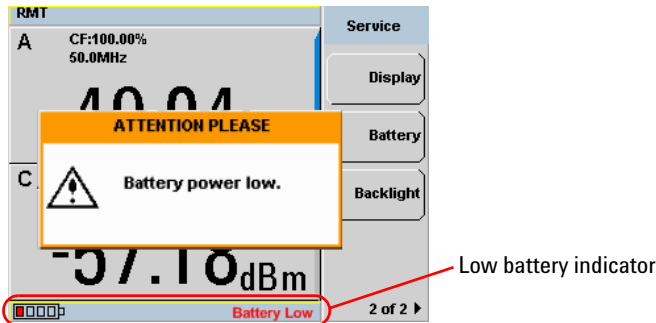 RMT
Service
A
CF:100.00%
50.0MHz
Display
ATTENTION PLEASE
Battery power low.
Battery
C
Backlight
dBm
Low battery indicator
Battery Low
2 of 2